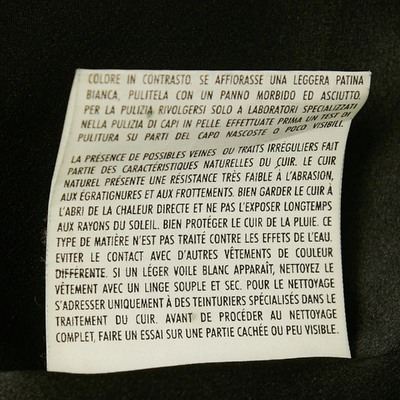 COLORE IN CONTRASTO. SE AFFIORASSE UNA LEGGERA PATINA
BIANCA, PULITELA CON UN PANNO MORBIDO ED ASCIUTTO.
PER LA PULIZIA RIVOLGERSI SOLO A LABORATORI SPECIALIZZATI
NELLA PULIZIA DI CAPI IN PELLE. EFFETTUATE PRIMA UN TEST DI
PULITURA SU PARTI DEL CAPO NASCOSTE O POCO VISIBILI.
LA PRÉSENCE DE POSSIBLES VEINES OU TRAITS IRRÉGULIERS FAIT
PARTIE DES CARACTÉRISTIQUES NATURELLES DU CUIR. LE CUIR
NATUREL PRÉSENTE UNE RÉSISTANCE TRÈS FAIBLE À L'ABRASION,
AUX ÉGRATIGNURES ET AUX FROTTEMENTS. BIEN GARDER LE CUIR À
L'ABRI DE LA CHALEUR DIRECTE ET NE PAS L'EXPOSER LONGTEMPS
AUX RAYONS DU SOLEIL. BIEN PROTÉGER LE CUIR DE LA PLUIE. CE
TYPE DE MATIÈRE N'EST PAS TRAITÉ CONTRE LES EFFETS DE L'EAU.
EVITER LE CONTACT AVEC D'AUTRES VÊTEMENTS DE COULEUR
DIFFÉRENTE. SI UN LÉGER VOILE BLANC APPARAÎT, NETTOYEZ LE
VÊTEMENT AVEC UN LINGE SOUPLE ET SEC. POUR LE NETTOYAGE
S'ADRESSER UNIQUEMENT À DES TEINTURIERS SPÉCIALISÉS DANS LE
TRAITEMENT DU CUIR. AVANT DE PROCÉDER AU NETTOYAGE
COMPLET, FAIRE UN ESSAI SUR UNE PARTIE CACHÉE OU PEU VISIBLE.